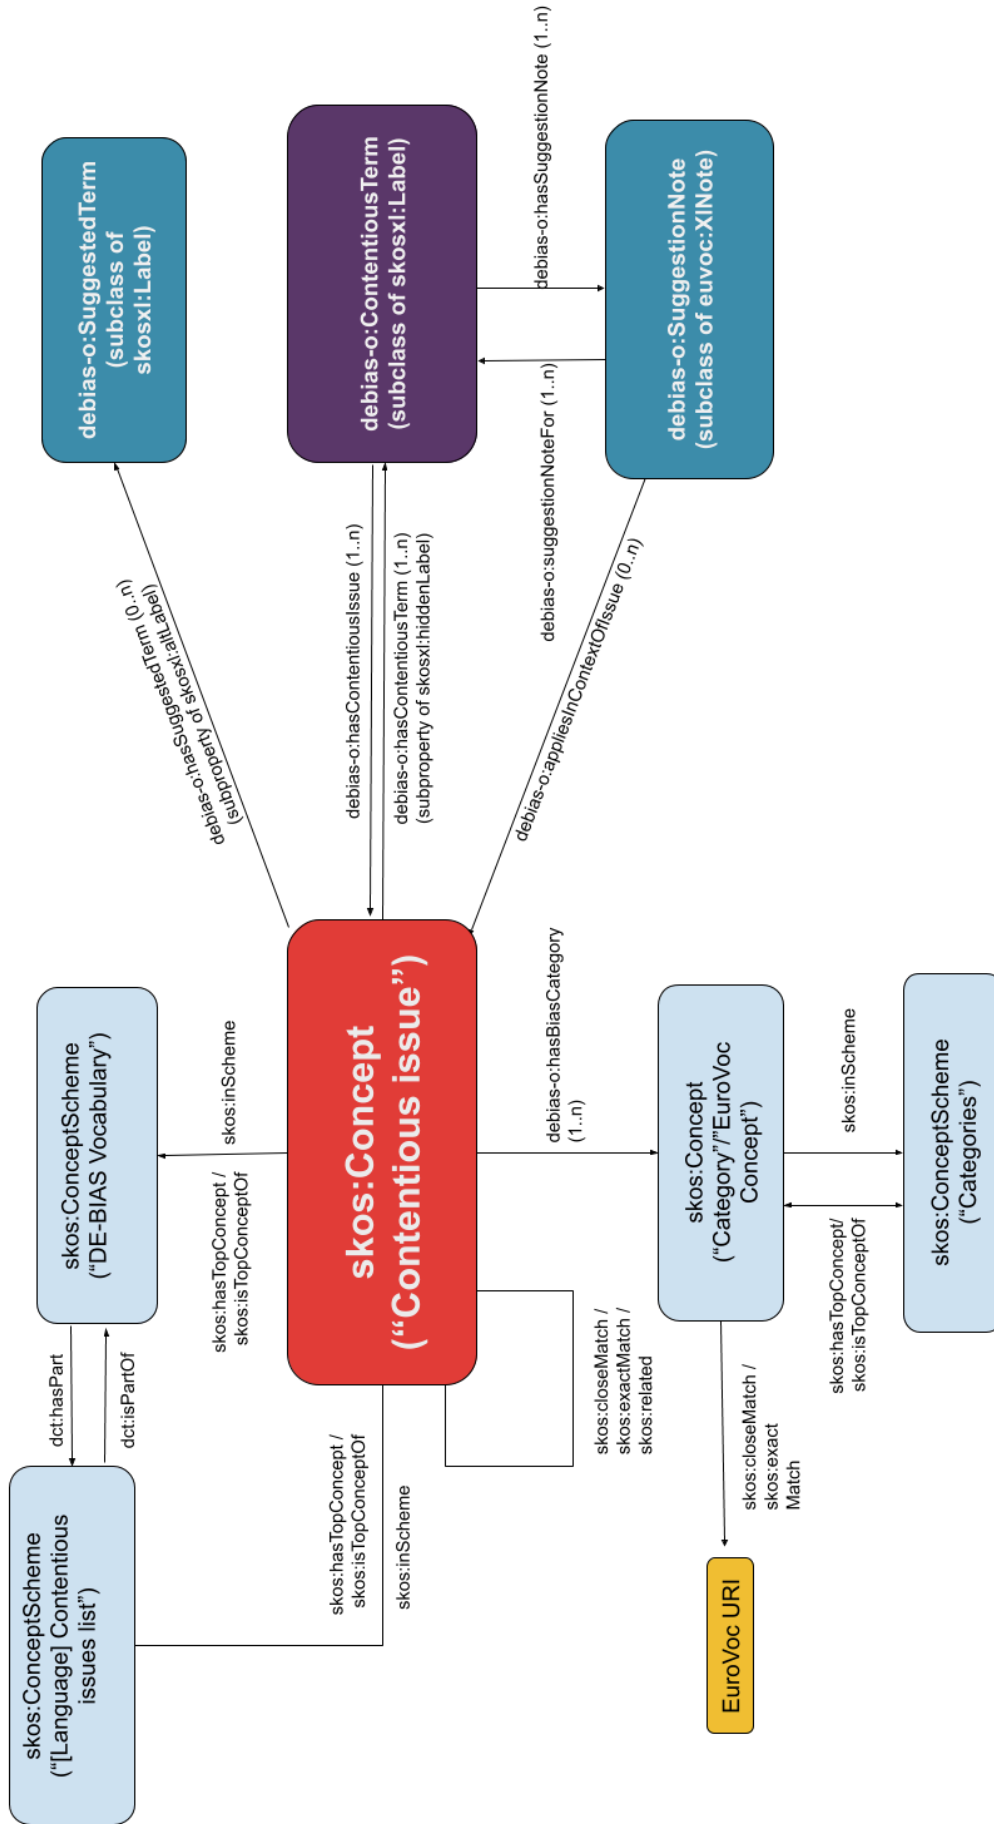 skos:ConceptScheme
(“[Language] Contentious
issues list”)
dct:hasPart
dct:isPartOf
skos:ConceptScheme
(“DE-BIAS Vocabulary”)
debias-o:SuggestedTerm
(subclass of
skosxl:Label)
debias-o:hasSuggestedTerm (0..n)
(subproperty of skosxl:altLabel)
skos:hasTopConcept /
skos:isTopConceptOf
skos:inScheme
skos:hasTopConcept /
skos:isTopConceptOf
skos:inScheme
skos:Concept
(“Contentious issue”)
debias-o:hasContentiousIssue (1..n)
debias-o:hasContentiousTerm (1..n)
(subproperty of skosxl:hiddenLabel)
debias-o:ContentiousTerm
(subclass of skosxl:Label)
skos:closeMatch /
skos:exactMatch /
skos:related
debias-o:hasBiasCategory
(1..n)
debias-o:appliesInContextOfIssue (0..n)
debias-o:suggestionNoteFor (1..n)
debias-o:hasSuggestionNote (1..n)
debias-o:SuggestionNote
(subclass of euvoc:XlNote)
EuroVoc URI
skos:closeMatch /
skos:exact
Match
skos:Concept
(“Category”/”EuroVoc
Concept”)
skos:hasTopConcept/
skos:isTopConceptOf
skos:inScheme
skos:ConceptScheme
(“Categories”)